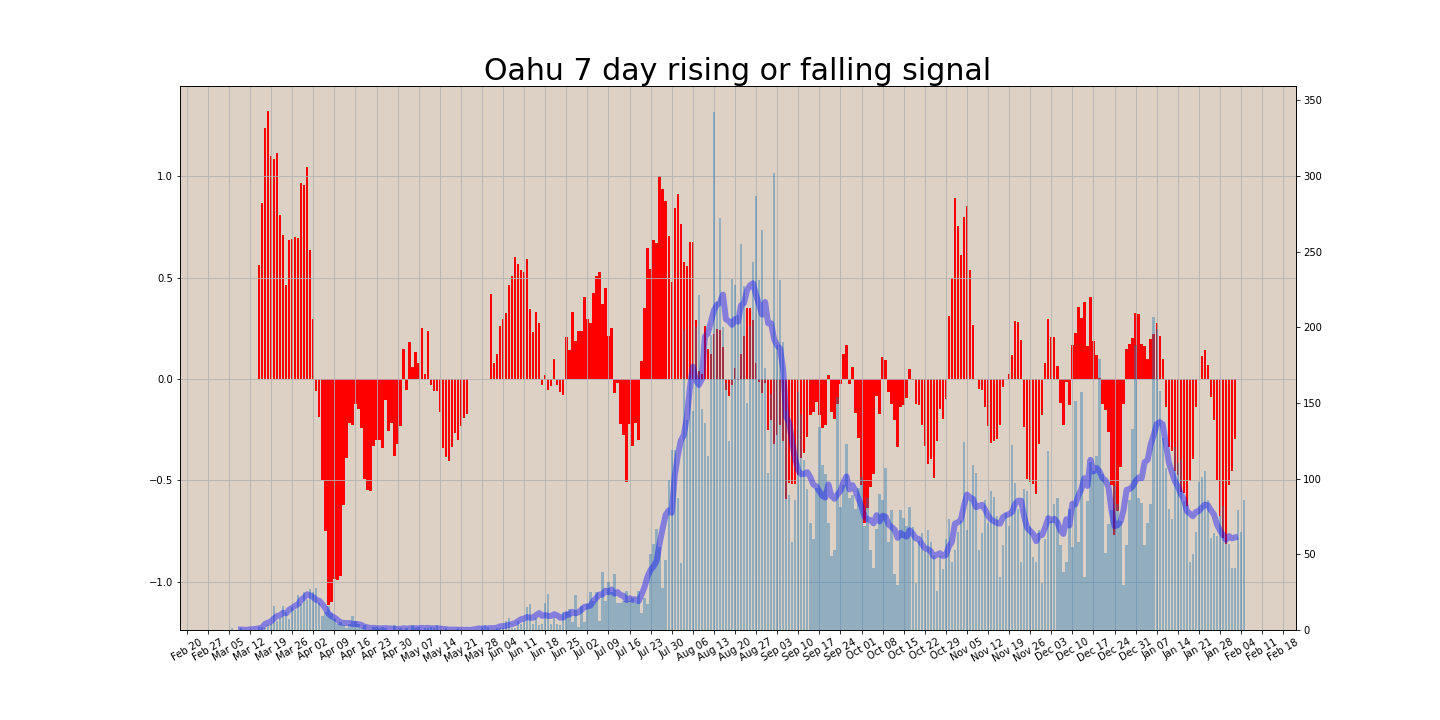 Oahu 7 day rising or falling signal
1.0
0.5
0.0
−0.5
−1.0
350
300
250
200
150
100
50
0
Feb 20
Feb 27
Mar 05
Mar 12
Mar 19
Mar 26
Apr 02
Apr 09
Apr 16
Apr 23
Apr 30
May 07
May 14
May 21
May 28
Jun 04
Jun 11
Jun 18
Jun 25
Jul 02
Jul 09
Jul 16
Jul 23
Jul 30
Aug 06
Aug 13
Aug 20
Aug 27
Sep 03
Sep 10
Sep 17
Sep 24
Oct 01
Oct 08
Oct 15
Oct 22
Oct 29
Nov 05
Nov 12
Nov 19
Nov 26
Dec 03
Dec 10
Dec 17
Dec 24
Dec 31
Jan 07
Jan 14
Jan 21
Jan 28
Feb 04
Feb 11
Feb 18